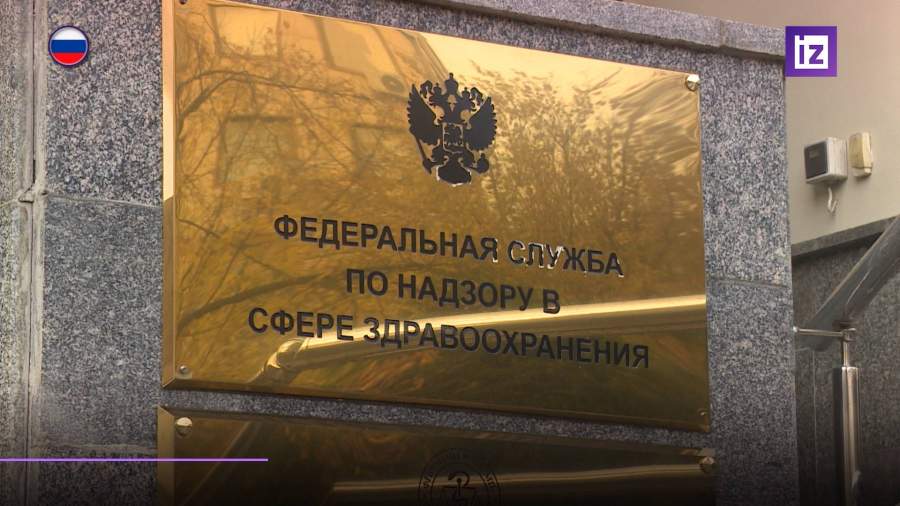 iz
ФЕДЕРАЛЬНАЯ СЛУЖБА
ПО НАДЗОРУ В
СФЕРЕ ЗДРАВООХРАНЕНИЯ